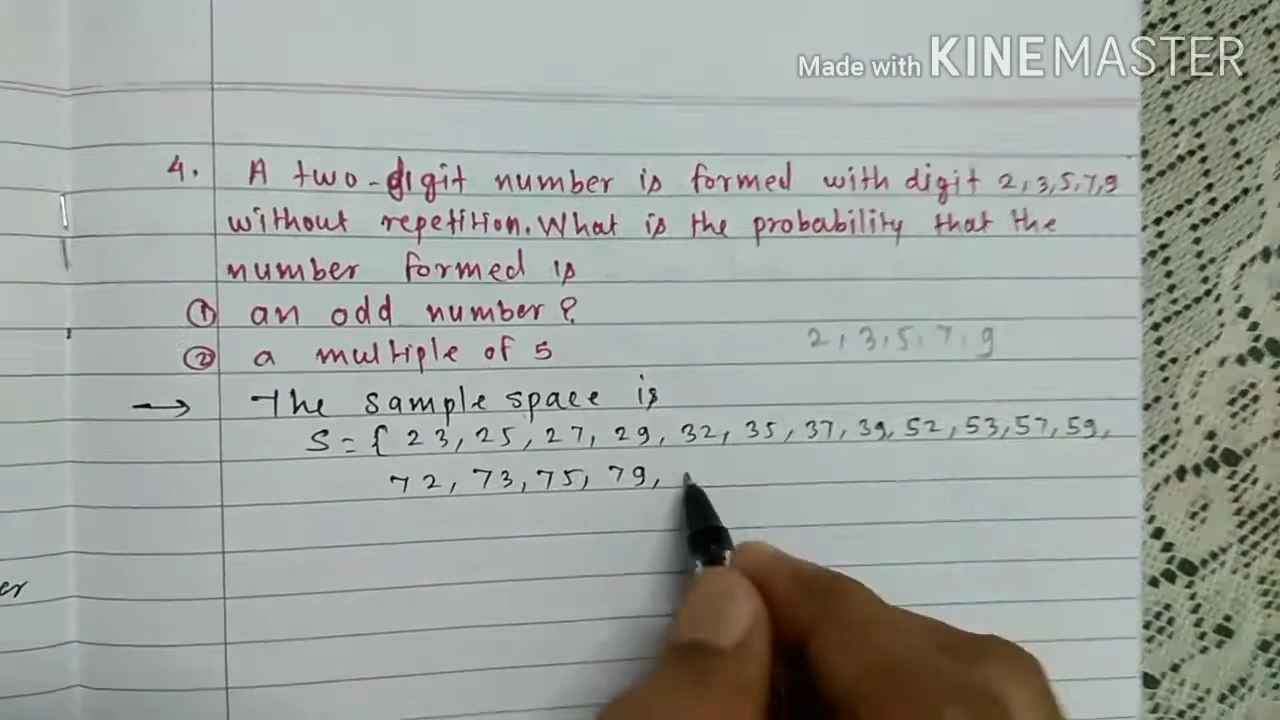 Made with KINEMASTER
4. A two-digit number is formed with digit 2,3,5,7,9
without repetition. What is the probability that the
number formed is
① an odd number?
② a multiple of 5
2, 3, 5, 7, 9
→ The sample space is
S = { 23, 25, 27, 29, 32, 35, 37, 39, 52, 53, 57, 59,
72, 73, 75, 79,
er